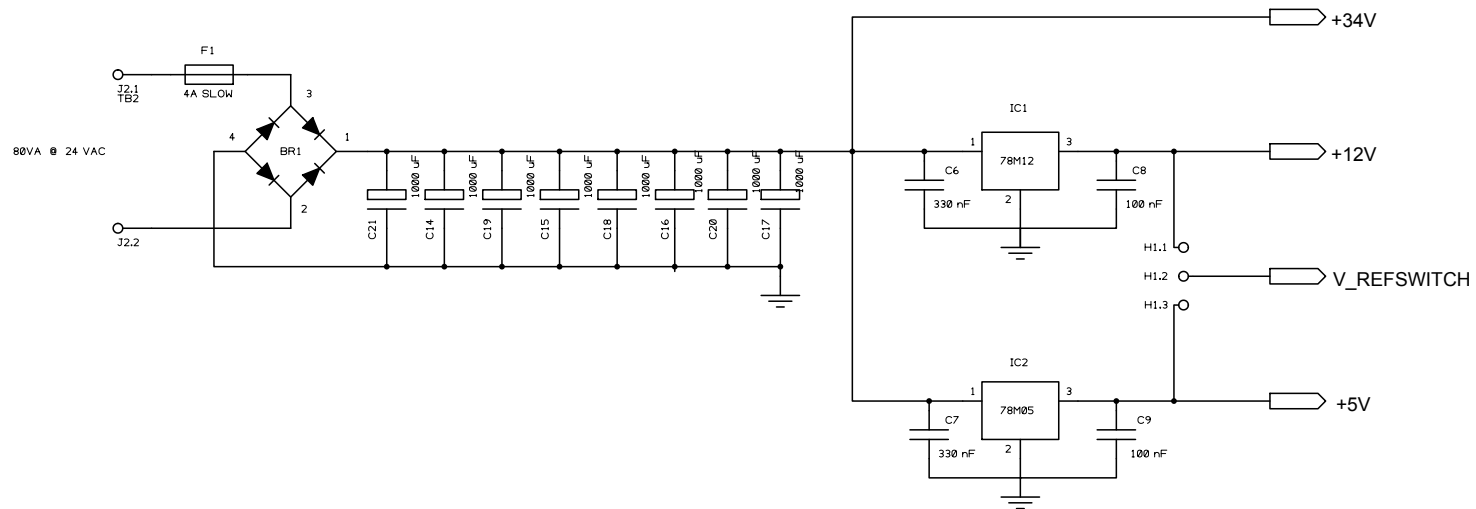 +34V
F1
J2.1
TB2
4A SLOW
3
IC1
80VA @ 24 VAC
4
BR1
1
1000 uF
1000 uF
1000 uF
1000 uF
1000 uF
1000 uF
1000 uF
1000 uF
1
78M12
3
+12V
C6
C8
2
330 nF
100 nF
2
J2.2
C21
C14
C19
C15
C18
C16
C20
C17
H1.1
H1.2
V_REFSWITCH
H1.3
IC2
1
78M05
3
+5V
C7
C9
2
330 nF
100 nF